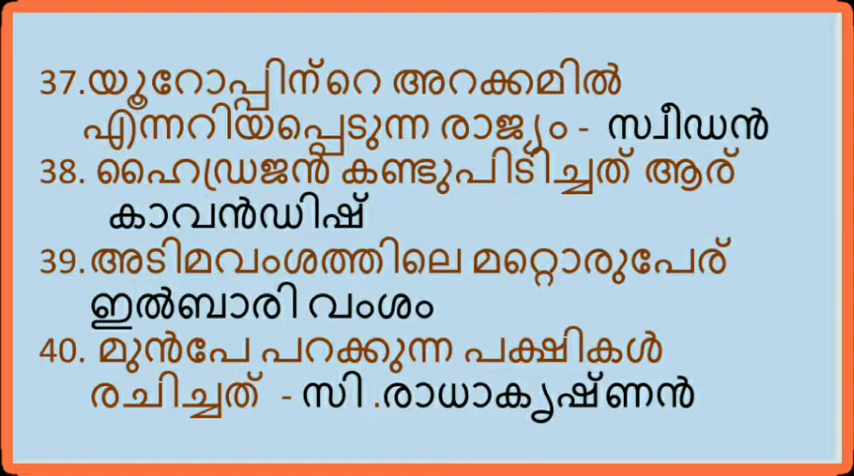 37.യൂറോപ്പിന്റെ അറക്കമിൽ
എന്നറിയപ്പെടുന്ന രാജ്യം - സ്വീഡൻ
38. ഹൈഡ്രജൻ കണ്ടുപിടിച്ചത് ആര്
കാവൻഡിഷ്
39.അടിമവംശത്തിലെ മറ്റൊരുപേര്
ഇൽബാരി വംശം
40. മുൻപേ പറക്കുന്ന പക്ഷികൾ
രചിച്ചത് - സി .രാധാകൃഷ്ണൻ